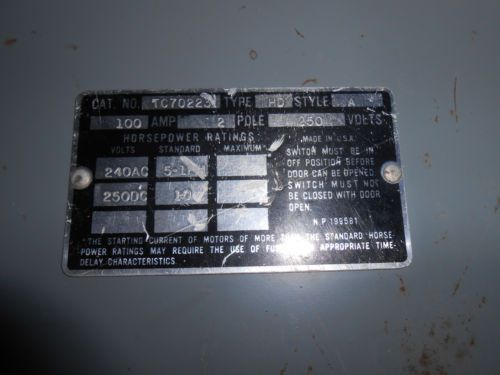 CAT. NO. TC70223 TYPE HD STYLE A
100 AMP 2 POLE 250 VOLTS
HORSEPOWER RATINGS
VOLTS STANDARD MAXIMUM
240AC
250DC
MADE IN U.S.A.
SWITCH MUST BE IN
OFF POSITION BEFORE
DOOR CAN BE OPENED.
SWITCH MUST NOT
BE CLOSED WITH DOOR
OPEN.
N.P. 199581
*THE STARTING CURRENT OF MOTORS OF MORE THAN THE STANDARD HORSE-
POWER RATINGS MAY REQUIRE THE USE OF APPROPRIATE TIME-
DELAY CHARACTERISTICS.